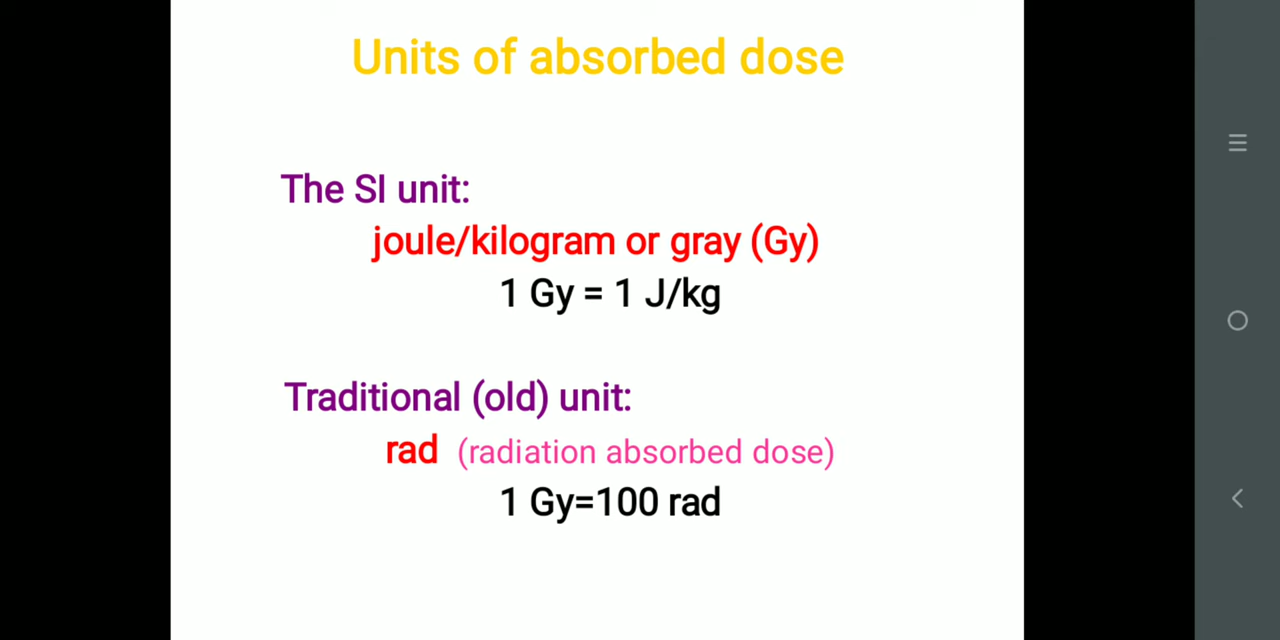 Units of absorbed dose
The SI unit:
joule/kilogram or gray (Gy)
1 Gy = 1 J/kg
Traditional (old) unit:
rad (radiation absorbed dose)
1 Gy=100 rad